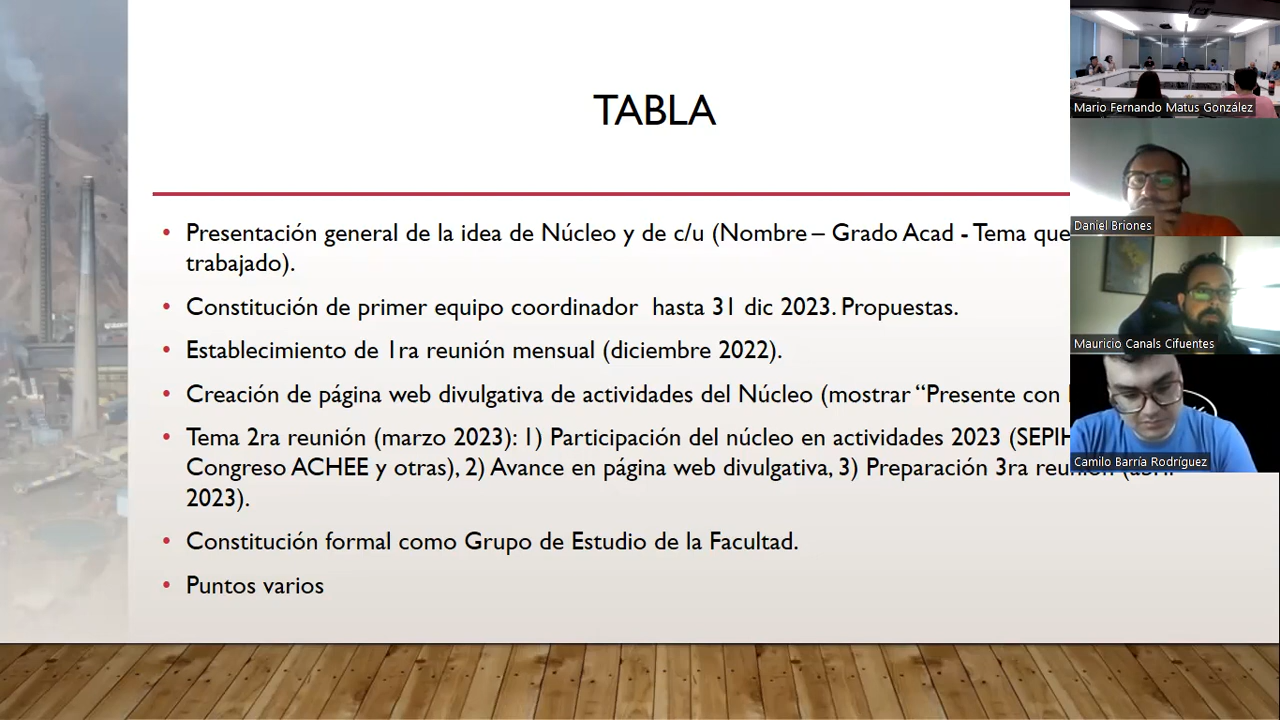 TABLA
• Presentación general de la idea de Núcleo y de c/u (Nombre – Grado Acad - Tema que
trabajado).
• Constitución de primer equipo coordinador hasta 31 dic 2023. Propuestas.
• Establecimiento de 1ra reunión mensual (diciembre 2022).
• Creación de página web divulgativa de actividades del Núcleo (mostrar “Presente con
• Tema 2ra reunión (marzo 2023): 1) Participación del núcleo en actividades 2023 (SEPIH
Congreso ACHEE y otras), 2) Avance en página web divulgativa, 3) Preparación 3ra
2023).
• Constitución formal como Grupo de Estudio de la Facultad.
• Puntos varios
Mario Fernando Matus González
Daniel Briones
Mauricio Canals Cifuentes
Camilo Barría Rodríguez